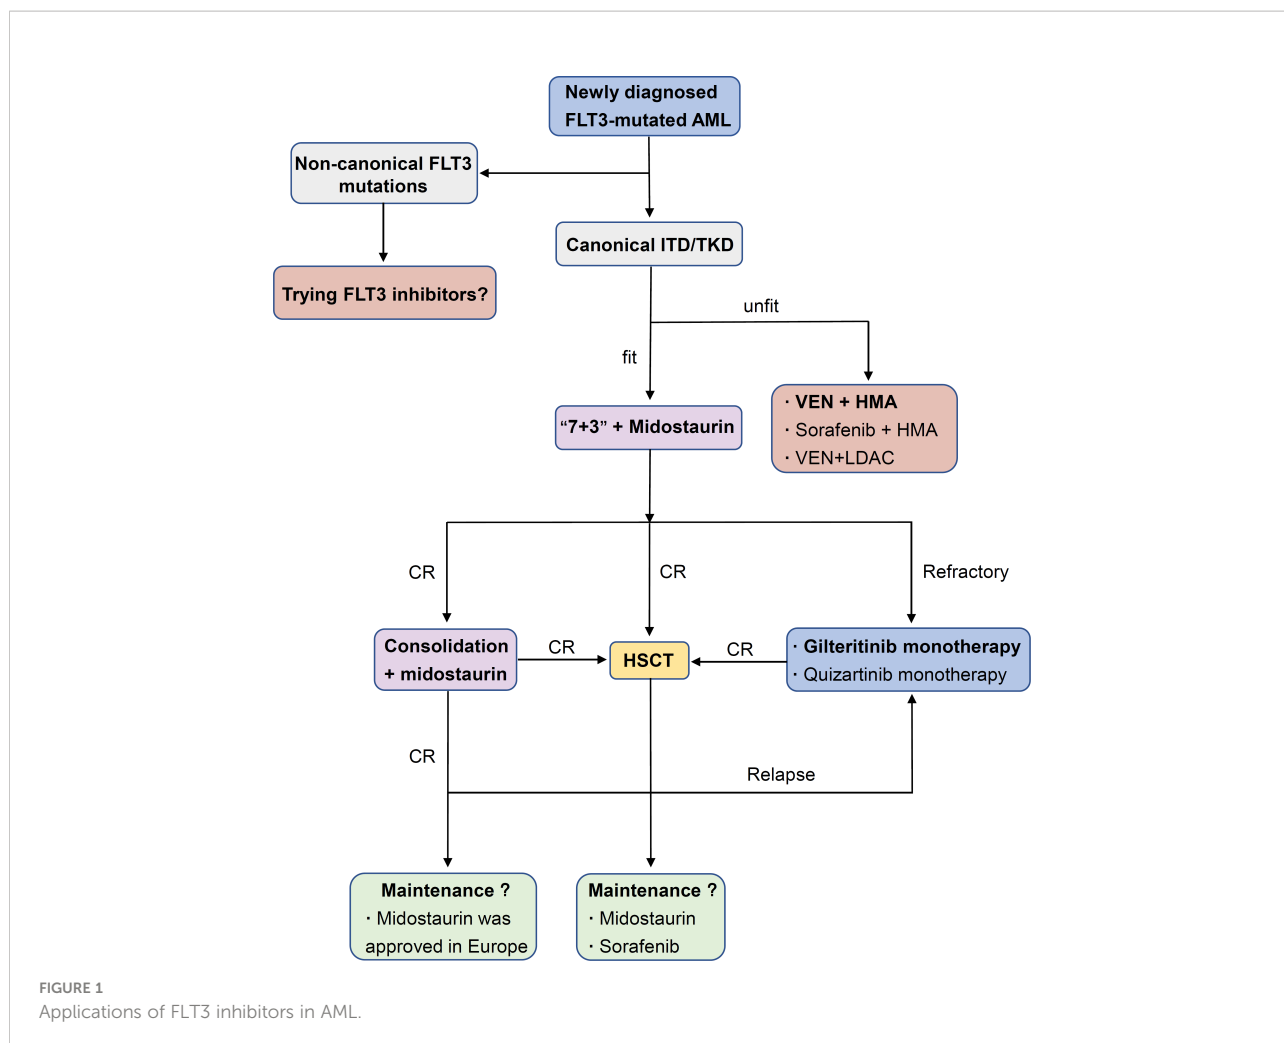 Newly diagnosed
FLT3-mutated AML
Non-canonical FLT3
mutations
Canonical ITD/TKD
Trying FLT3 inhibitors?
unfit
fit
· VEN + HMA
· Sorafenib + HMA
· VEN+LDAC
“7+3” + Midostaurin
CR
CR
Refractory
Consolidation
+ midostaurin
CR
HSCT
CR
· Gilteritinib monotherapy
· Quizartinib monotherapy
CR
Relapse
Maintenance ?
· Midostaurin was
approved in Europe
Maintenance ?
· Midostaurin
· Sorafenib
FIGURE 1
Applications of FLT3 inhibitors in AML.